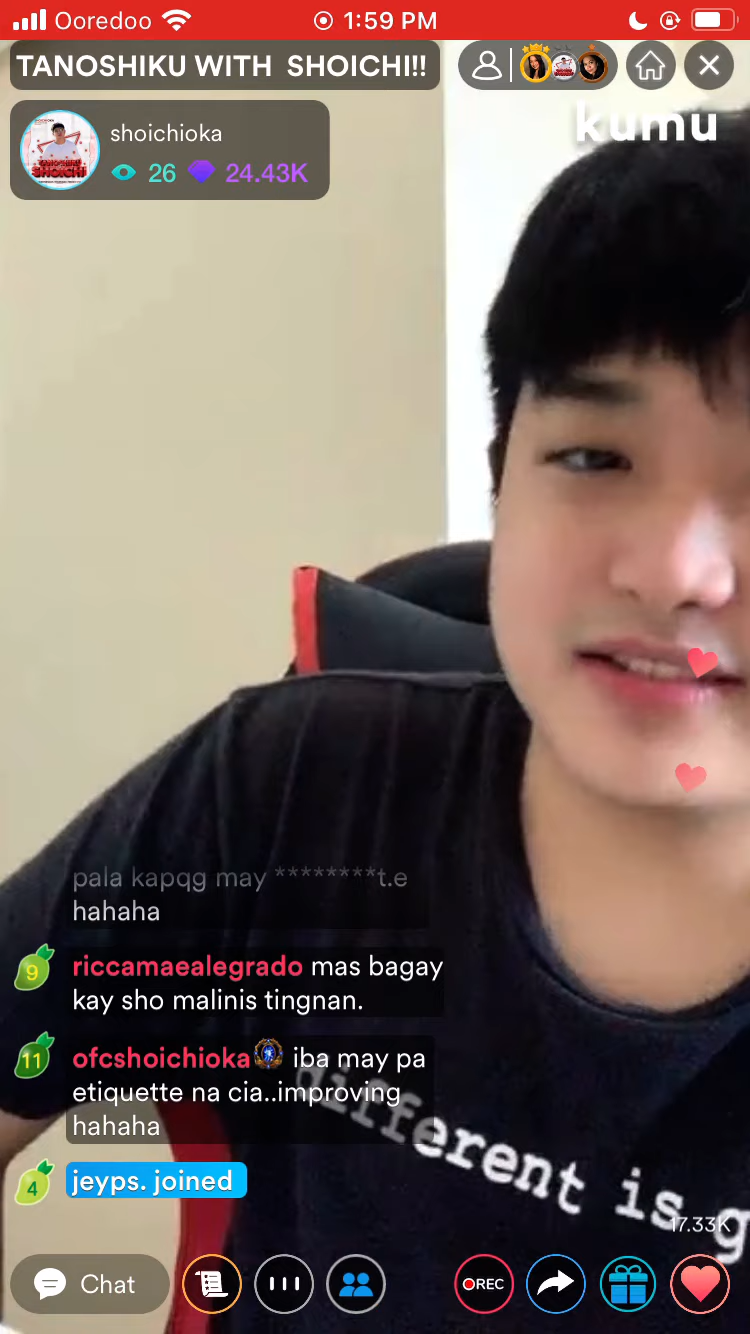 Ooredoo 1:59 PM
TANOSHIKU WITH SHOICHI!!
shoichioka
26 24.43K
kumu
TANOSHIKU
SHOICHI
pala kapqg may ********t.e
hahaha
9 riccamaealegrado mas bagay
kay sho malinis tingnan.
11 ofcshoichioka iba may pa
etiquette na cia..improving
hahaha
different is g
4 jeyps. joined
17.33K
Chat REC